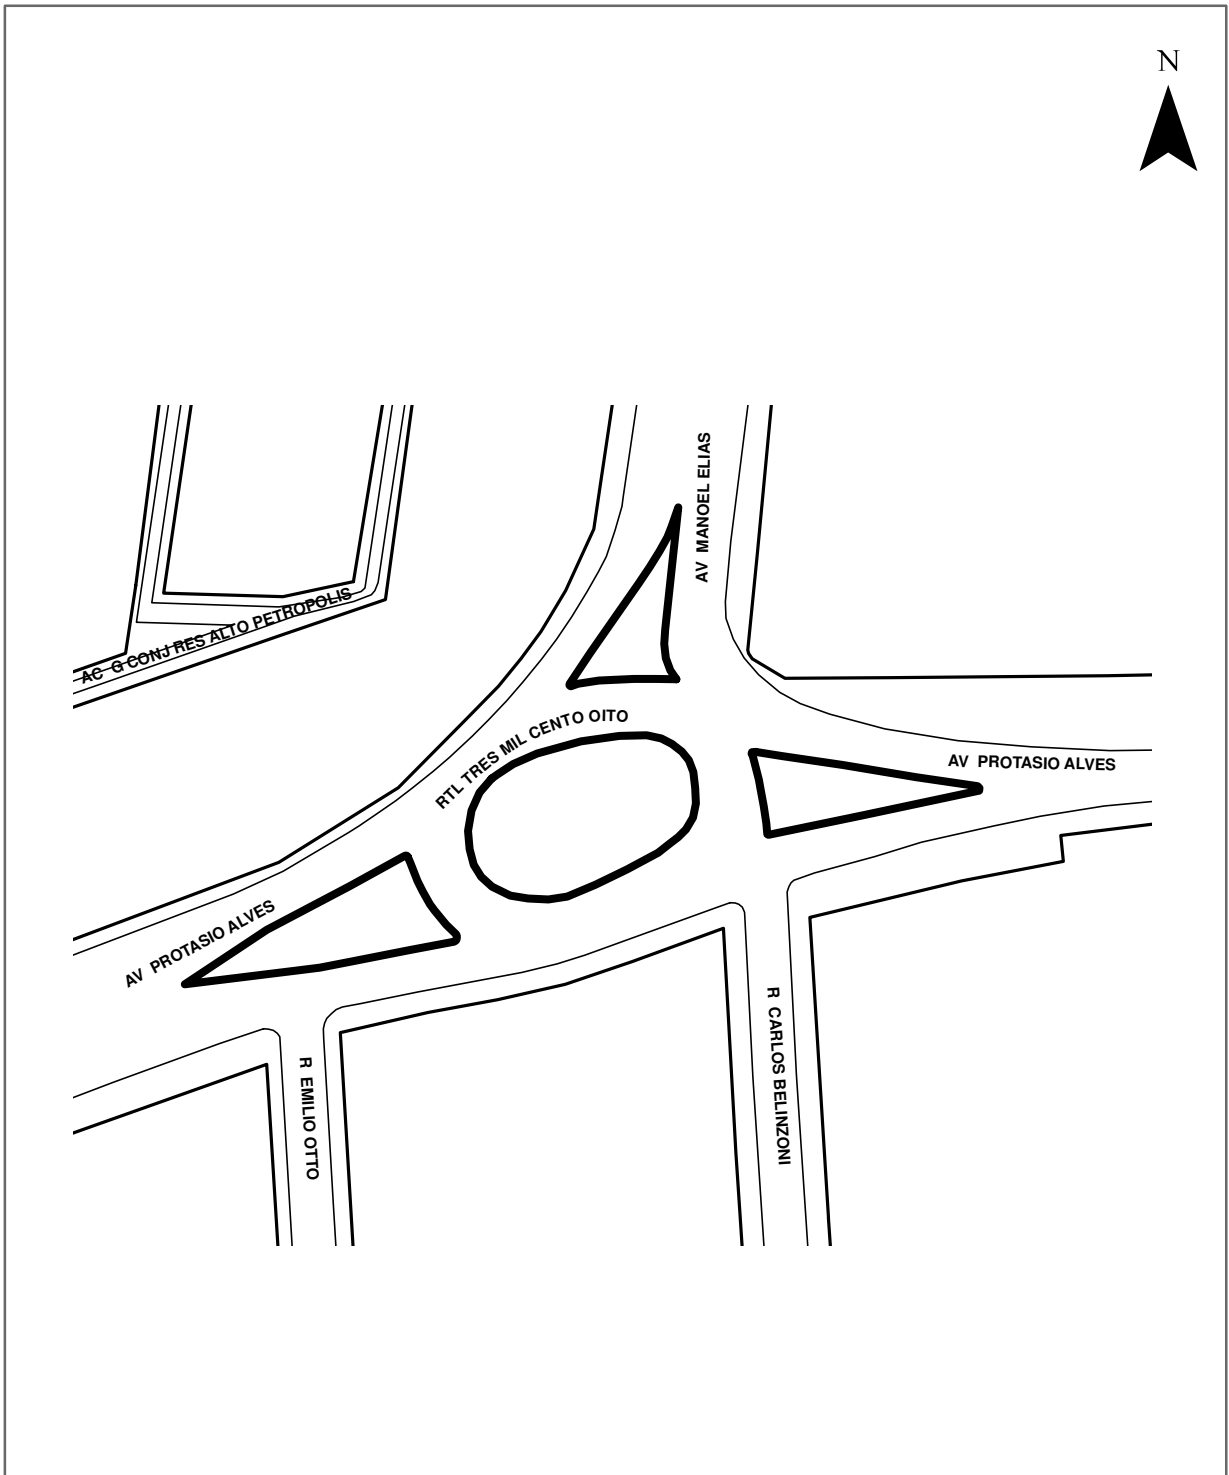 N
AV MANOEL ELIAS
AC G CONJ RES ALTO PETROPOLIS
RTL TRES MIL CENTO OITO
AV PROTASIO ALVES
AV PROTASIO ALVES
R CARLOS BELINZONI
R EMILIO OTTO